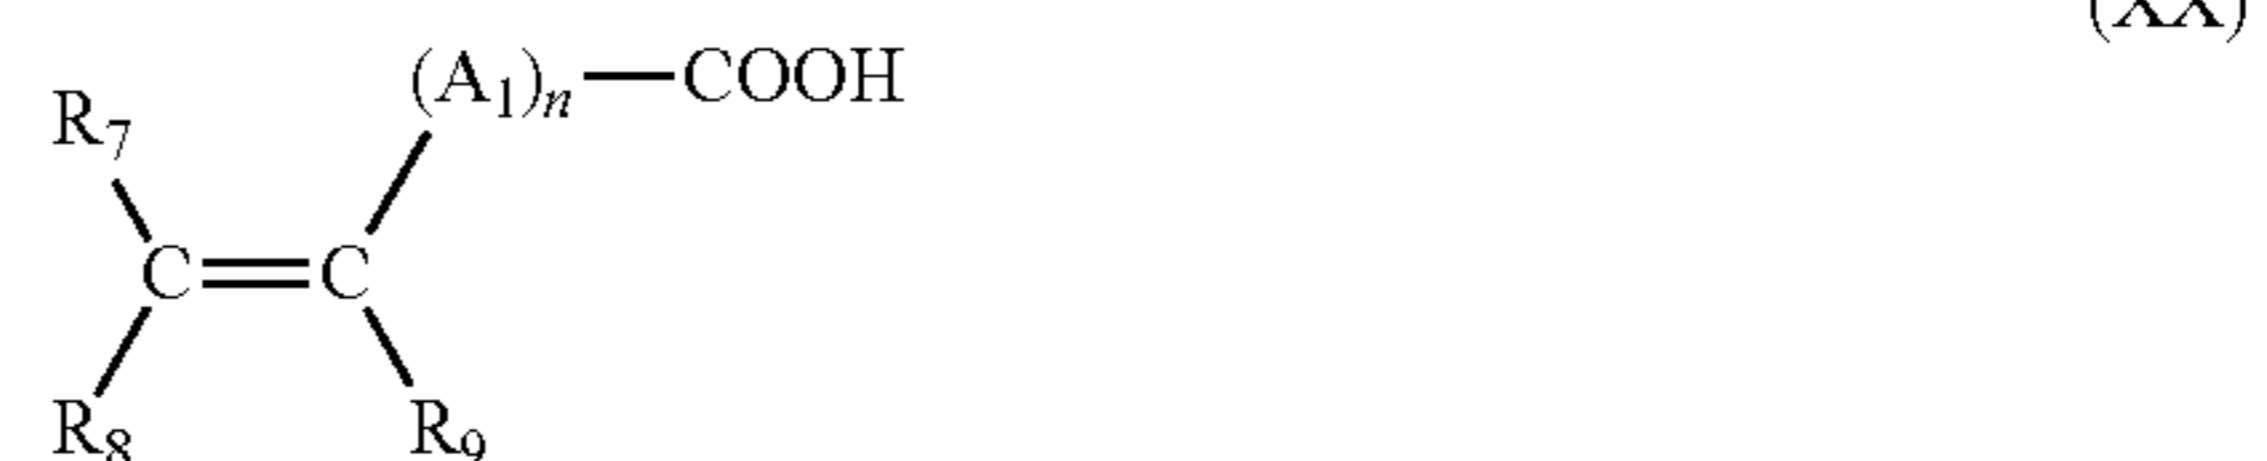 (XX)
(A₁)ₙ—COOH
R₇
C=C
R₈ R₉